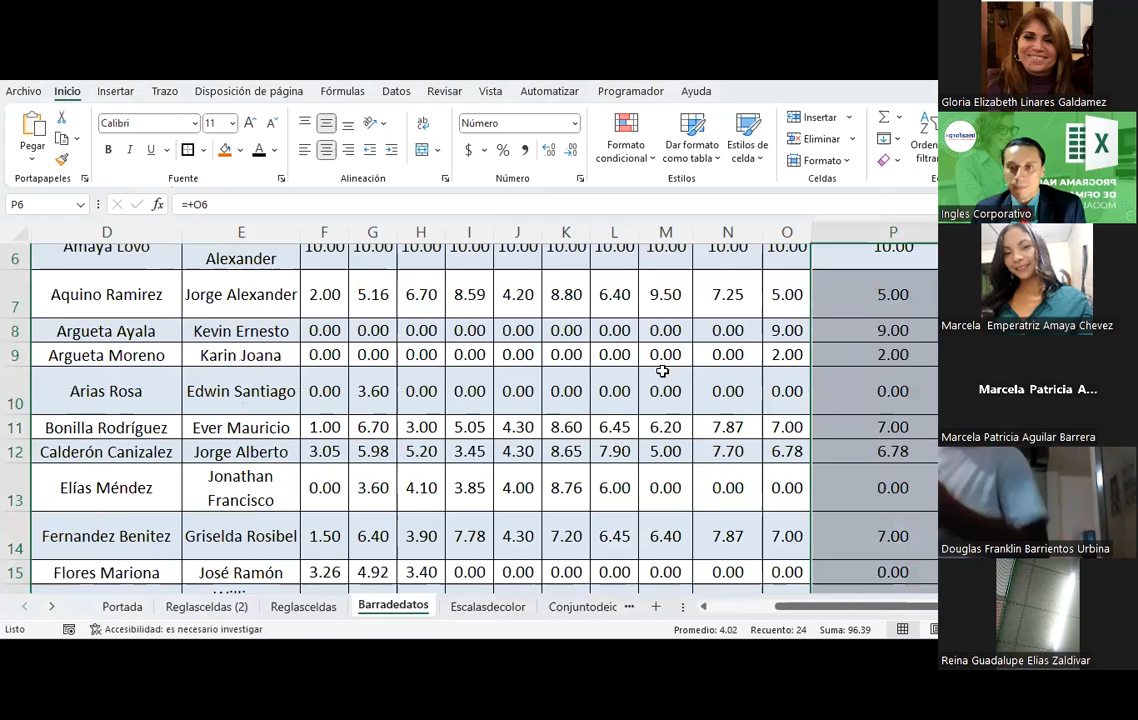 Archivo Inicio Insertar Trazo Disposición de página Fórmulas Datos Revisar Vista Automatizar Programador Ayuda
Pegar
Calibri 11
Número
Formato condicional
Dar formato como tabla
Estilos de celda
Insertar
Eliminar
Formato
Orden
filtra
Portapapeles Fuente Alineación Número Estilos Celdas
P6 =+O6
D E F G H I J K L M N O P
6 Amaya Lovo Alexander 10.00 10.00 10.00 10.00 10.00 10.00 10.00 10.00 10.00 10.00 10.00
7 Aquino Ramirez Jorge Alexander 2.00 5.16 6.70 8.59 4.20 8.80 6.40 9.50 7.25 5.00 5.00
8 Argueta Ayala Kevin Ernesto 0.00 0.00 0.00 0.00 0.00 0.00 0.00 0.00 0.00 9.00 9.00
9 Argueta Moreno Karin Joana 0.00 0.00 0.00 0.00 0.00 0.00 0.00 0.00 0.00 2.00 2.00
10 Arias Rosa Edwin Santiago 0.00 3.60 0.00 0.00 0.00 0.00 0.00 0.00 0.00 0.00 0.00
11 Bonilla Rodríguez Ever Mauricio 1.00 6.70 3.00 5.05 4.30 8.60 6.45 6.20 7.87 7.00 7.00
12 Calderón Canizalez Jorge Alberto 3.05 5.98 5.20 3.45 4.30 8.65 7.90 5.00 7.70 6.78 6.78
13 Elías Méndez Jonathan Francisco 0.00 3.60 4.10 3.85 4.00 8.76 6.00 0.00 0.00 0.00 0.00
14 Fernandez Benitez Griselda Rosibel 1.50 6.40 3.90 7.78 4.30 7.20 6.45 6.40 7.87 7.00 7.00
15 Flores Mariona José Ramón 3.26 4.92 3.40 0.00 0.00 0.00 0.00 0.00 0.00 0.00 0.00
Portada Reglasceldas (2) Reglasceldas Barradedatos Escalasdecolor Conjuntodeic
Listo Accesibilidad: es necesario investigar Promedio: 4.02 Recuento: 24 Suma: 96.39
Gloria Elizabeth Linares Galdamez
Ingles Corporativo
Marcela Emperatriz Amaya Chevez
Marcela Patricia A...
Marcela Patricia Aguilar Barrera
Douglas Franklin Barrientos Urbina
Reina Guadalupe Elias Zaldivar